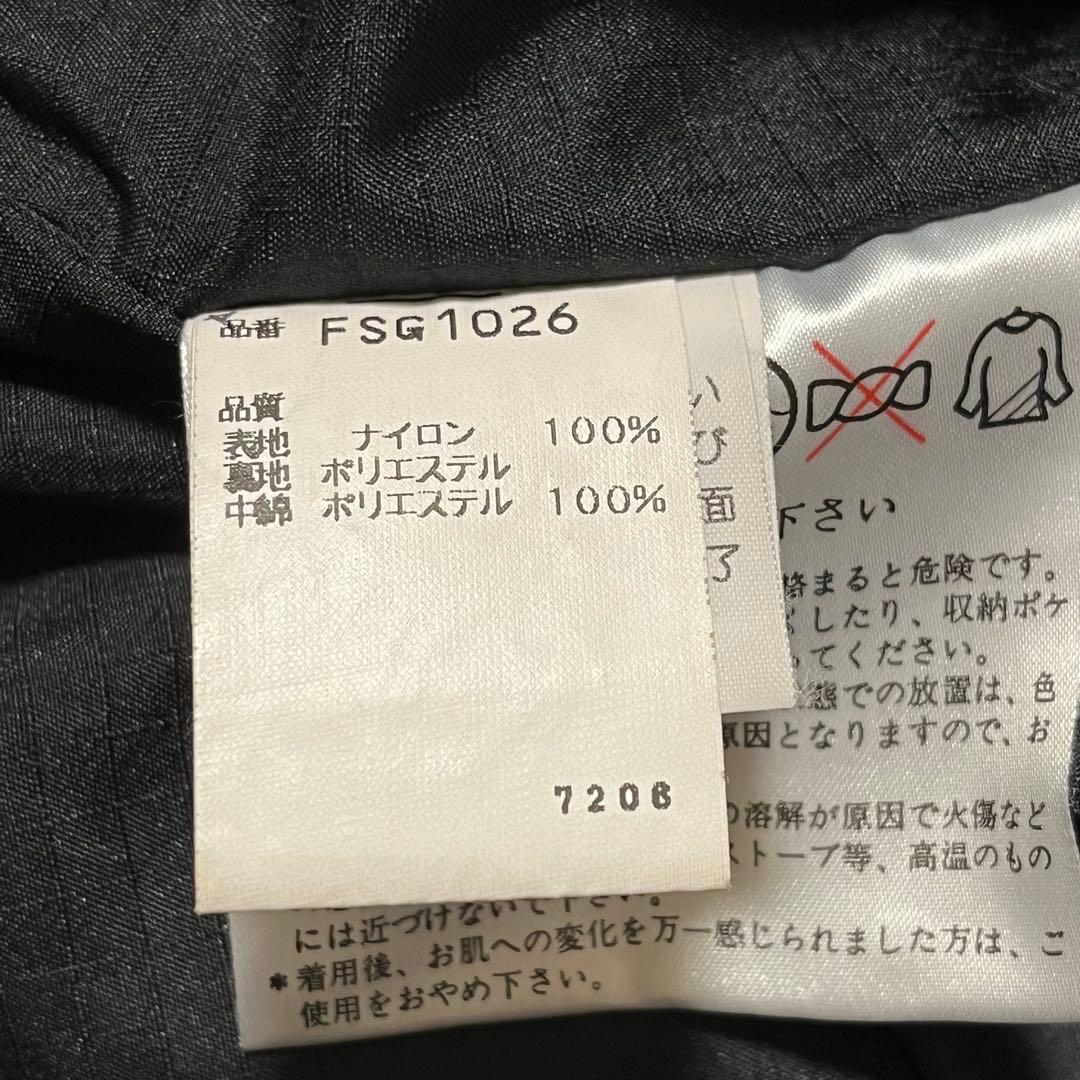 品番 FSG1026
品質
表地 ナイロン 100%
裏地 ポリエステル
中綿 ポリエステル 100%
7206
い
び
面
了
下さい
絡まると危険です。
したり、収納ポケ
ってください。
態での放置は、色
原因となりますので、お
の溶解が原因で火傷など
ストーブ等、高温のもの
には近づけないで下さい。
*着用後、お肌への変化を万一感じられました方は、ご
使用をおやめ下さい。